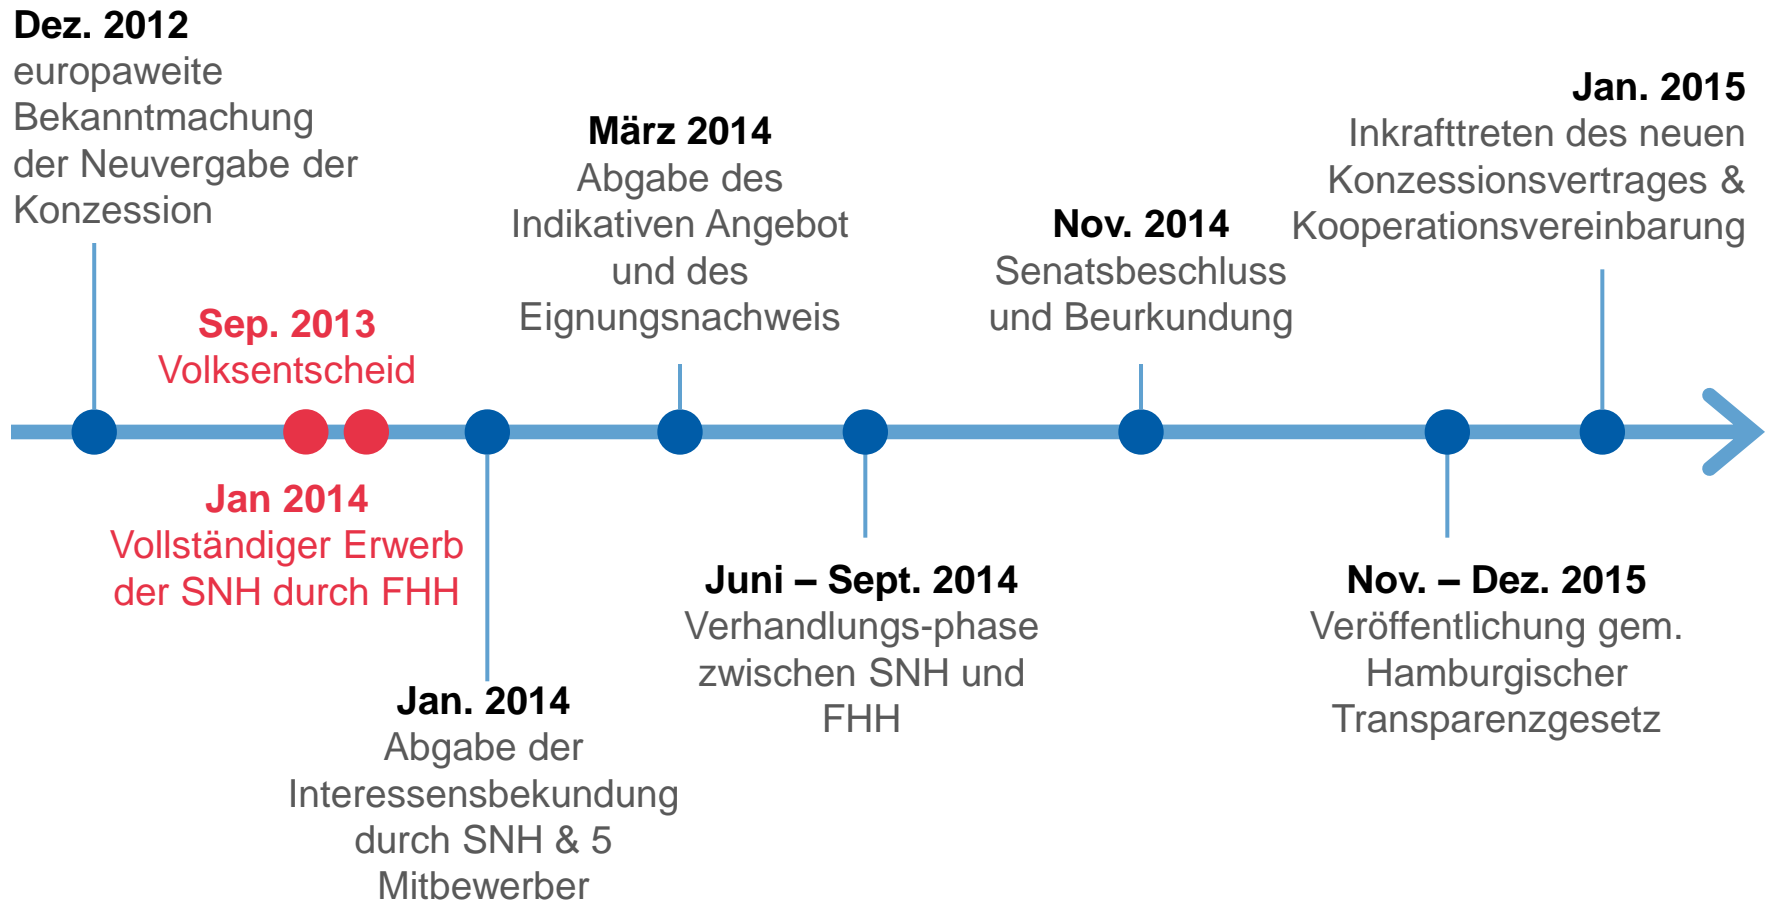 Dez. 2012
europaweite
Bekanntmachung
der Neuvergabe der
Konzession
Sep. 2013
Volksentscheid
Jan 2014
Vollständiger Erwerb
der SNH durch FHH
Jan. 2014
Abgabe der
Interessensbekundung
durch SNH & 5
Mitbewerber
März 2014
Abgabe des
Indikativen Angebot
und des
Eignungsnachweis
Juni – Sept. 2014
Verhandlungs-phase
zwischen SNH und
FHH
Nov. 2014
Senatsbeschluss
und Beurkundung
Nov. – Dez. 2015
Veröffentlichung gem.
Hamburgischer
Transparenzgesetz
Jan. 2015
Inkrafttreten des neuen
Konzessionsvertrages &
Kooperationsvereinbarung